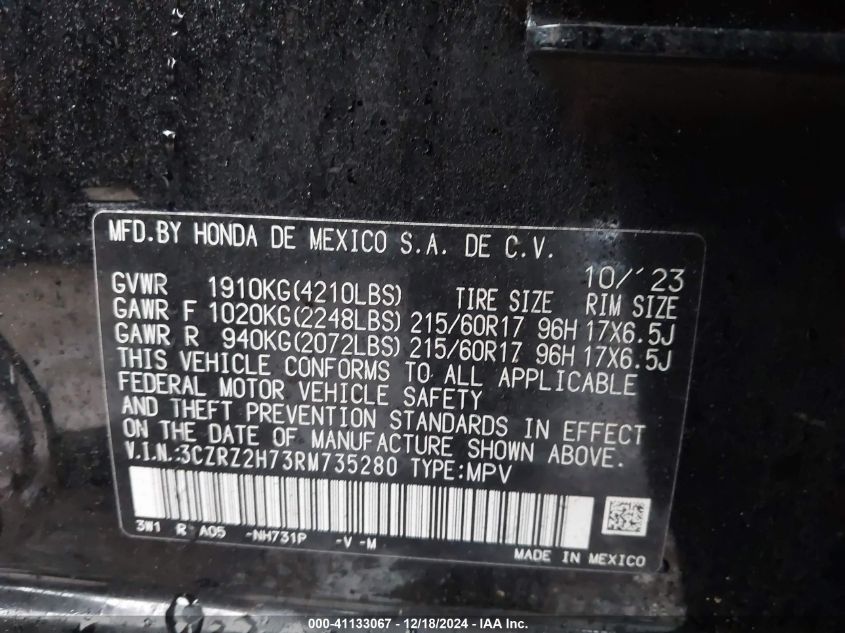 MFD.BY HONDA DE MEXICO S.A. DE C.V.
10/'23
GVWR 1910KG(4210LBS) TIRE SIZE RIM SIZE
GAWR F 1020KG(2248LBS) 215/60R17 96H 17X6.5J
GAWR R 940KG(2072LBS) 215/60R17 96H 17X6.5J
THIS VEHICLE CONFORMS TO ALL APPLICABLE
FEDERAL MOTOR VEHICLE SAFETY
AND THEFT PREVENTION STANDARDS IN EFFECT
ON THE DATE OF MANUFACTURE SHOWN ABOVE.
V.I.N.:3CZRZ2H73RM735280 TYPE:MPV
3W1 R A05 -NH731P -V -M
MADE IN MEXICO
000-41133067 - 12/18/2024 - IAA Inc.